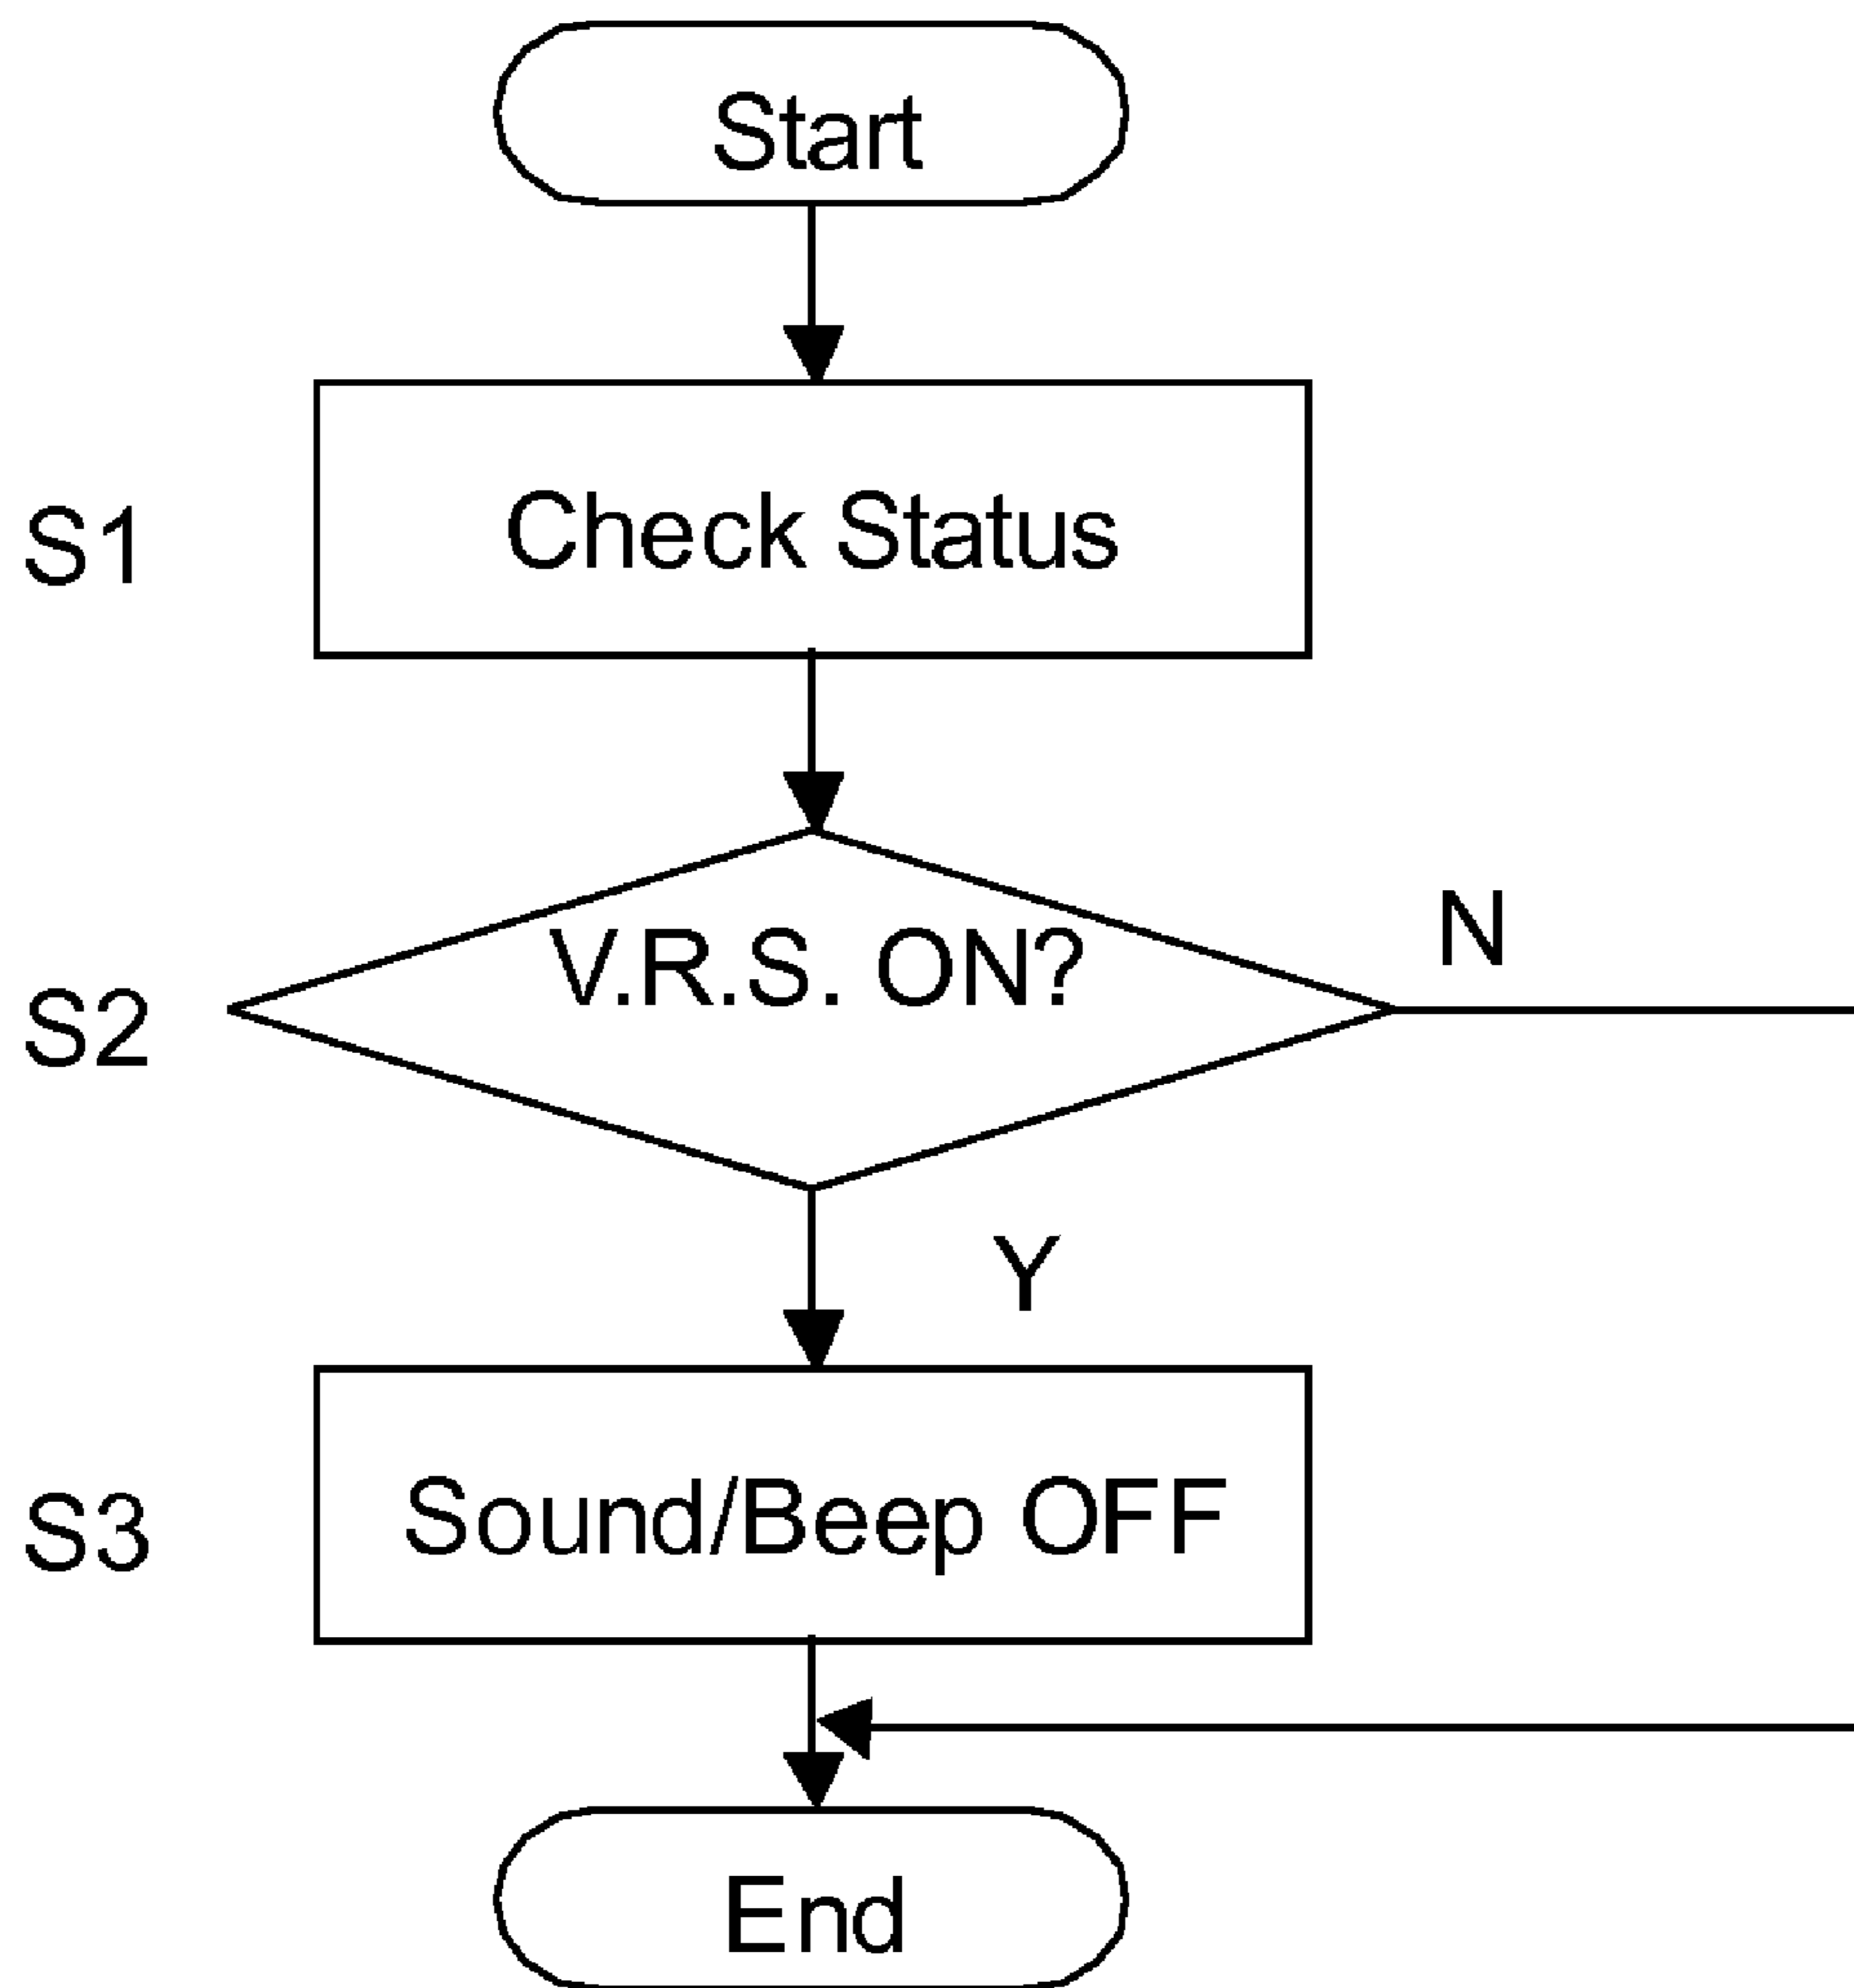 Start
S1
Check Status
S2
V.R.S. ON?
N
Y
S3
Sound/Beep OFF
End